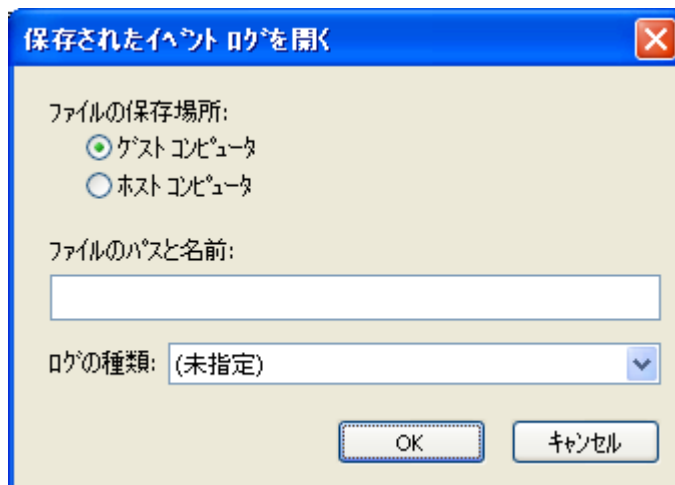 保存されたイベント ログを開く
ファイルの保存場所:
ゲスト コンピュータ
ホスト コンピュータ
ファイルのパスと名前:
ログの種類: (未指定)
OK キャンセル